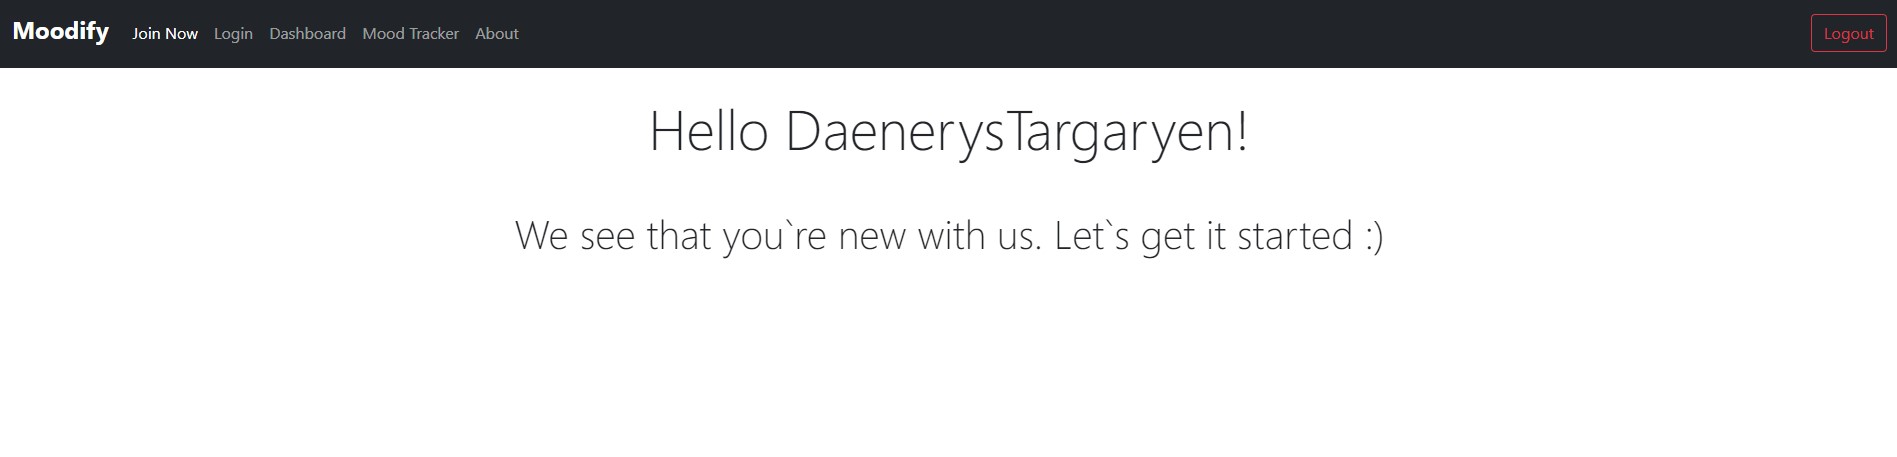 Moodify Join Now Login Dashboard Mood Tracker About Logout
Hello DaenerysTargaryen!
We see that you`re new with us. Let`s get it started :)